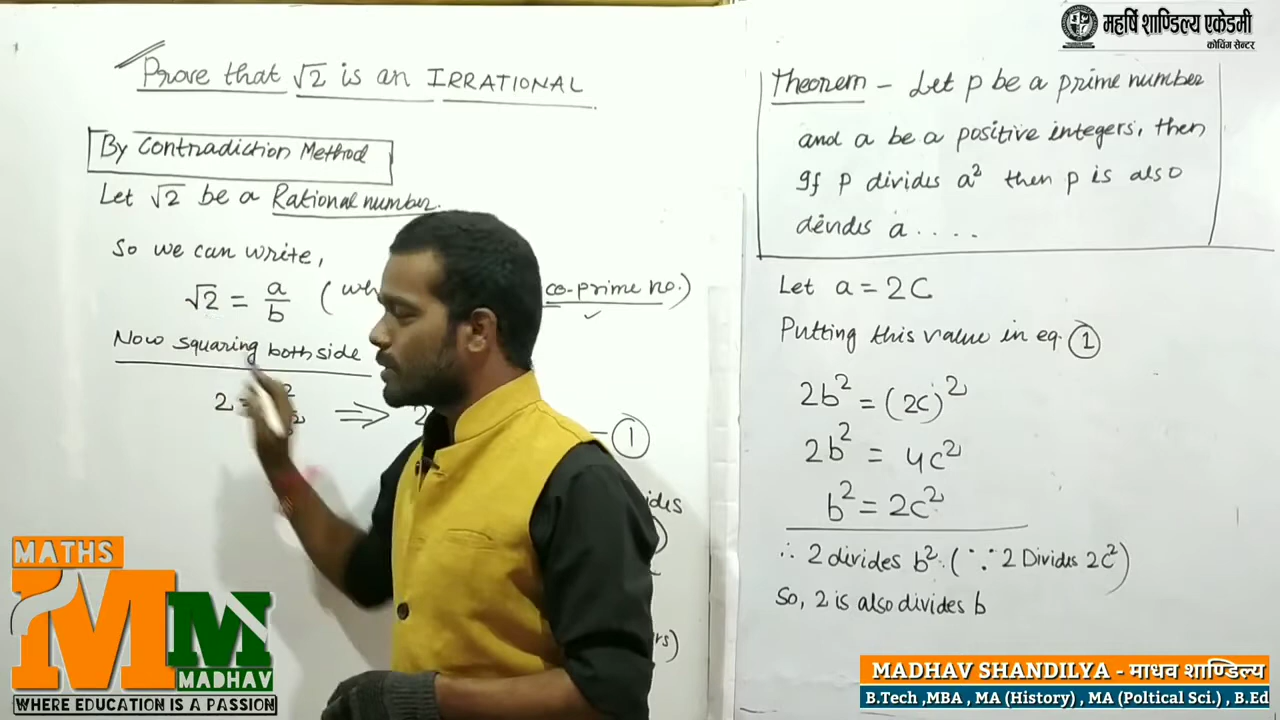 Prove that √2 is an IRRATIONAL
By Contradiction Method
Let √2 be a Rational number.
So we can write,
√2 = a/b ( co-prime no.)
Now squaring both side
2 = ⇒ 2 - ①
महर्षि शाण्डिल्य एकेडमी
कोचिंग सेन्टर
Theorem - Let p be a prime number
and a be a positive integers, then
If p divides a² then p is also
devides a ....
Let a = 2C
Putting this value in eq. ①
2b² = (2c)²
2b² = 4c²
b² = 2c²
∴ 2 divides b². (∵ 2 Divides 2c²)
So, 2 is also divides b
MATHS
MM
MADHAV
WHERE EDUCATION IS A PASSION
MADHAV SHANDILYA - माधव शाण्डिल्य
B.Tech ,MBA , MA (History) , MA (Poltical Sci.) , B.Ed